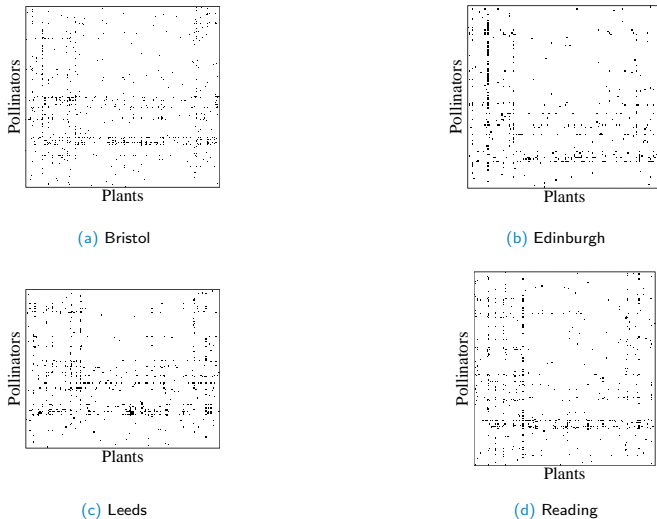 Pollinators
Plants
(a) Bristol
Pollinators
Plants
(b) Edinburgh
Pollinators
Plants
(c) Leeds
Pollinators
Plants
(d) Reading